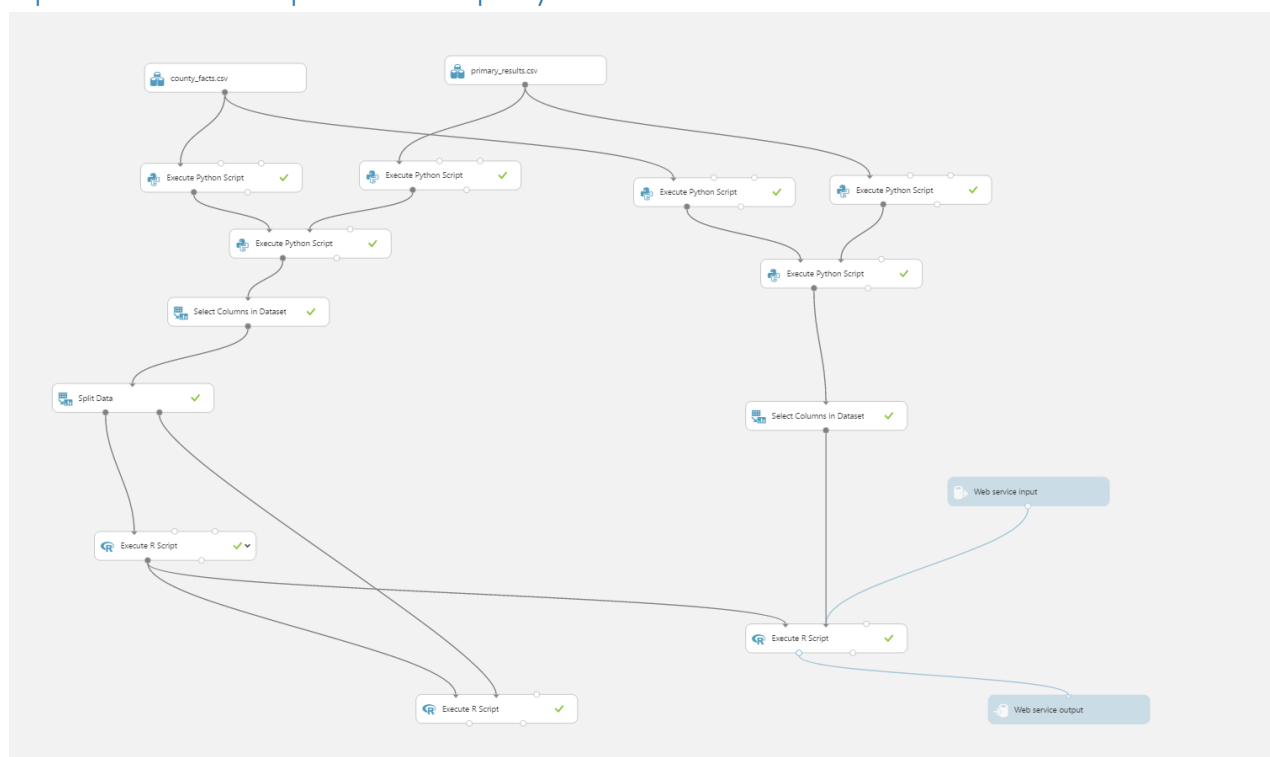 county_facts.csv
primary_results.csv
Execute Python Script
Execute Python Script
Execute Python Script
Execute Python Script
Execute Python Script
Execute Python Script
Select Columns in Dataset
Split Data
Select Columns in Dataset
Web service input
Execute R Script
Execute R Script
Execute R Script
Web service output